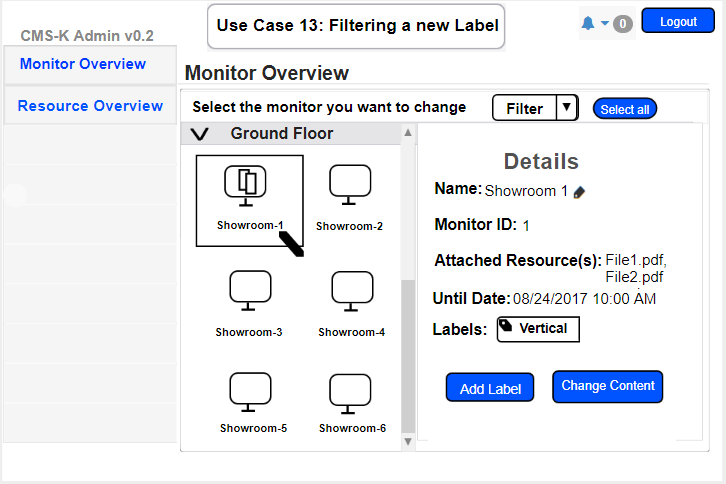 Use Case 13: Filtering a new Label
0
Logout
CMS-K Admin v0.2
Monitor Overview
Resource Overview
Monitor Overview
Select the monitor you want to change
Filter
Select all
Ground Floor
Showroom-1
Showroom-2
Showroom-3
Showroom-4
Showroom-5
Showroom-6
Details
Name: Showroom 1
Monitor ID: 1
Attached Resource(s): File1.pdf,
File2.pdf
Until Date: 08/24/2017 10:00 AM
Labels: Vertical
Add Label
Change Content